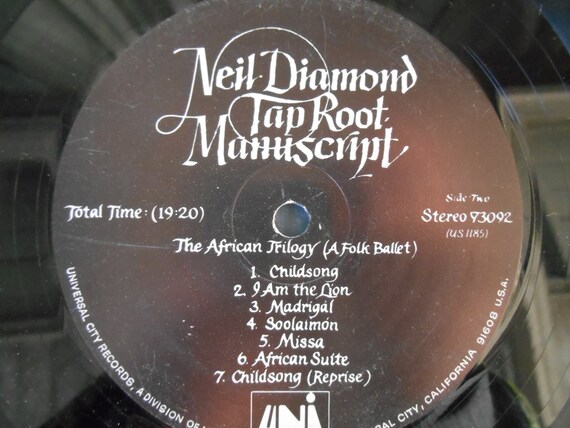 Neil Diamond
Tap Root
Manuscript
Total Time: (19:20)
Side Two
Stereo 73092
(US 1185)
The African Trilogy (A Folk Ballet)
1. Childsong
2. I Am the Lion
3. Madrigal
4. Soolaimón
5. Missa
6. African Suite
7. Childsong (Reprise)
UNIVERSAL CITY RECORDS, A DIVISION OF
CITY, CALIFORNIA 91608 U.S.A.
UNI